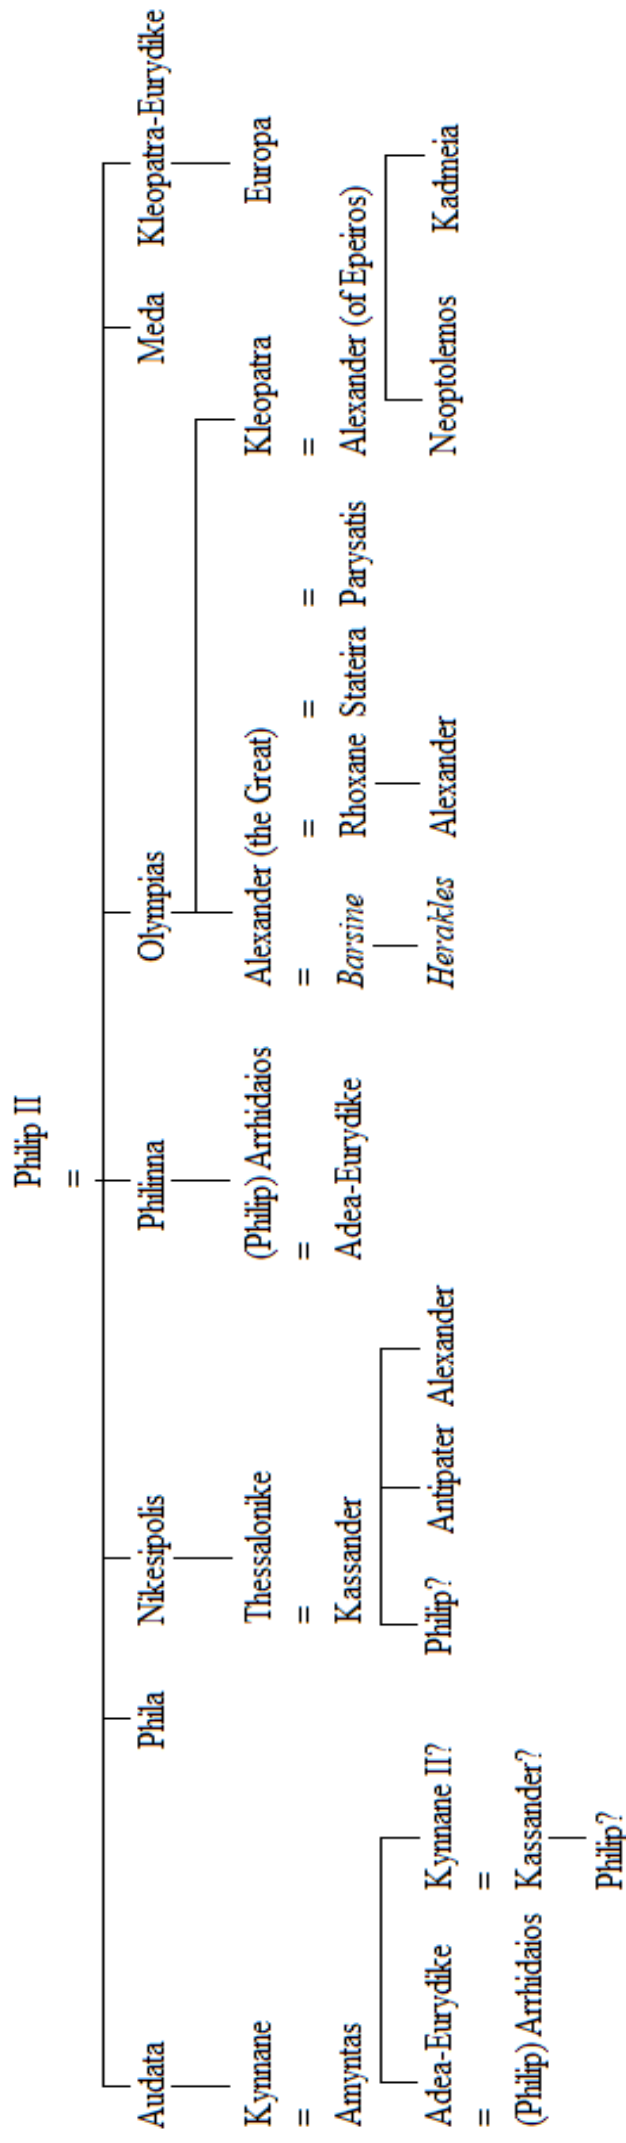 Philip II
=
Audata Phila Nikesipolis Philinna Olympias Meda Kleopatra-Eurydike
Kynnane Thessalonike (Philip) Arrhidaios Alexander (the Great) Kleopatra Europa
= = = = = = = =
Amyntas Kassander Adea-Eurydike Barsine Rhoxane Stateira Parysatis Alexander (of Epeiros)
Adea-Eurydike Kynnane II? Philip? Antipater Alexander Herakles Alexander Neoptolemos Kadmeia
= =
(Philip) Arrhidaios Kassander?
Philip?